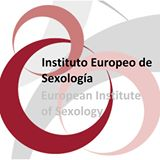 Instituto Europeo de
Sexología
European Institute
of Sexology